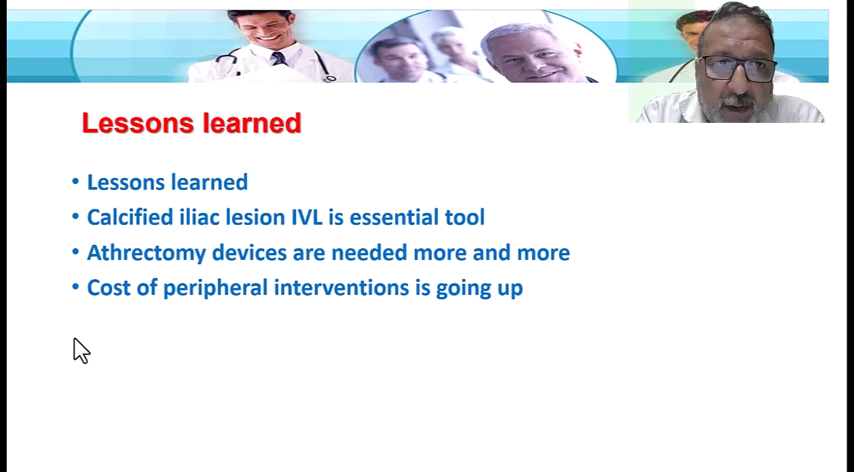 Lessons learned
• Lessons learned
• Calcified iliac lesion IVL is essential tool
• Athrectomy devices are needed more and more
• Cost of peripheral interventions is going up